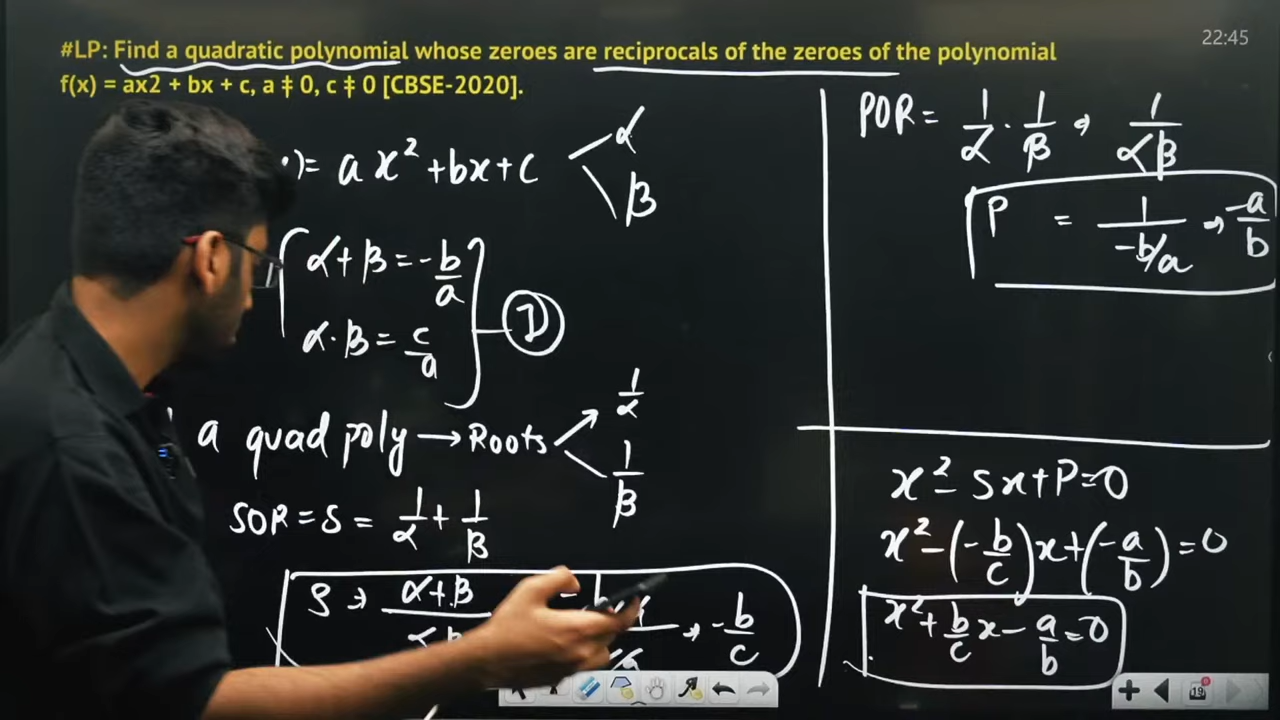 22:45
#LP: Find a quadratic polynomial whose zeroes are reciprocals of the zeroes of the polynomial
f(x) = ax2 + bx + c, a ‡ 0, c ‡ 0 [CBSE-2020].
)= ax² + bx + c α β
α + β = -b/a
α · β = c/a
①
a quad poly → Roots 1/α 1/β
SOR = S = 1/α + 1/β
S → α+β → -b/c
POR = 1/α · 1/β → 1/αβ
P = 1/(-b/a) → -a/b
x² - Sx + P = 0
x² - (-b/c)x + (-a/b) = 0
x² + b/c x - a/b = 0
19